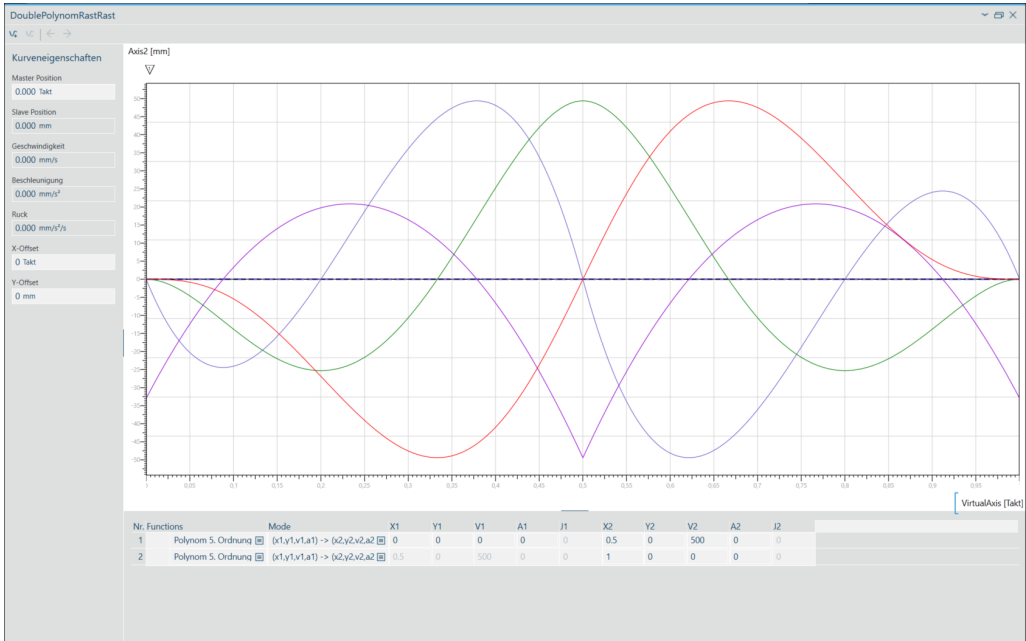 DoublePolynomRastRast
Kurveneigenschaften
Master Position
0.000 Takt
Slave Position
0.000 mm
Geschwindigkeit
0.000 mm/s
Beschleunigung
0.000 mm/s²
Ruck
0.000 mm/s²/s
X-Offset
0 Takt
Y-Offset
0 mm
Axis2 [mm]
50
45
40
35
30
25
20
15
10
5
0
-5
-10
-15
-20
-25
-30
-35
-40
-45
-50
0,05 0,1 0,15 0,2 0,25 0,3 0,35 0,4 0,45 0,5 0,55 0,6 0,65 0,7 0,75 0,8 0,85 0,9 0,95
VirtualAxis [Takt]
Nr. Functions Mode X1 Y1 V1 A1 J1 X2 Y2 V2 A2 J2
1 Polynom 5. Ordnung (x1,y1,v1,a1) -> (x2,y2,v2,a2 0 0 0 0 0 0.5 0 500 0 0
2 Polynom 5. Ordnung (x1,y1,v1,a1) -> (x2,y2,v2,a2 0.5 0 500 0 0 1 0 0 0 0